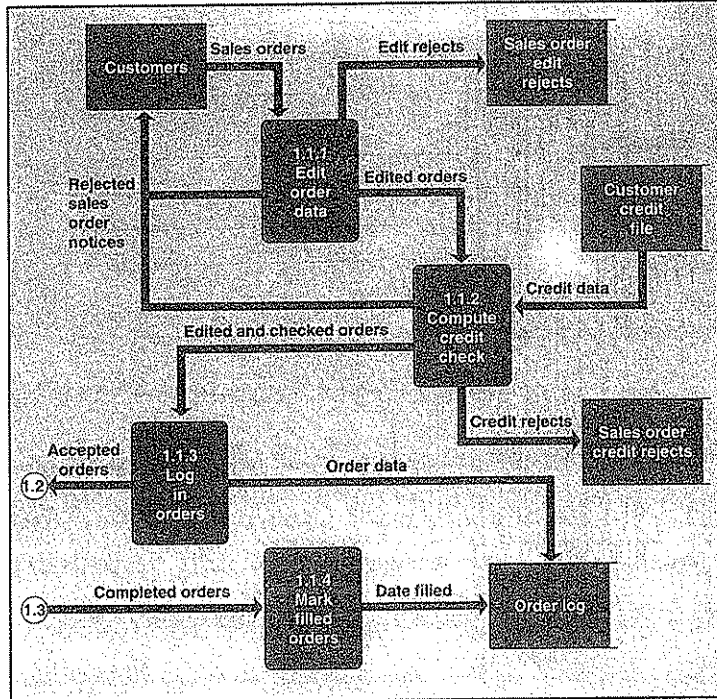 Sales orders
Edit rejects
Customers
Sales order
edit
rejects
1.1.1
Edit
order
data
Rejected
sales
order
notices
Edited orders
Customer
credit
file
1.1.2
Compute
credit
check
Credit data
Edited and checked orders
Credit rejects
Sales order
credit rejects
Accepted
orders
1.2
1.1.3
Log
in
orders
Order data
Completed orders
1.3
1.1.4
Mark
filled
orders
Date filled
Order log